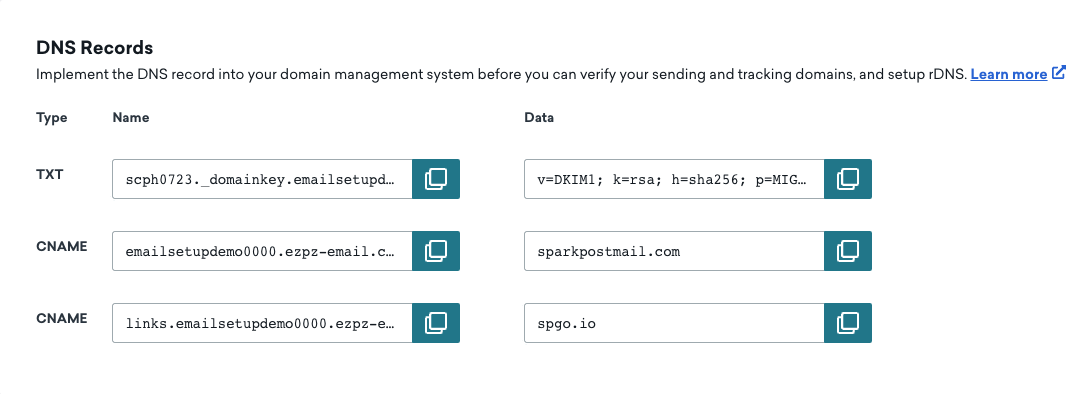 DNS Records
Implement the DNS record into your domain management system before you can verify your sending and tracking domains, and setup rDNS. Learn more
Type Name Data
TXT scph0723._domainkey.emailsetupd… v=DKIM1; k=rsa; h=sha256; p=MIG…
CNAME emailsetupdemo0000.ezpz-email.c… sparkpostmail.com
CNAME links.emailsetupdemo0000.ezpz-e… spgo.io